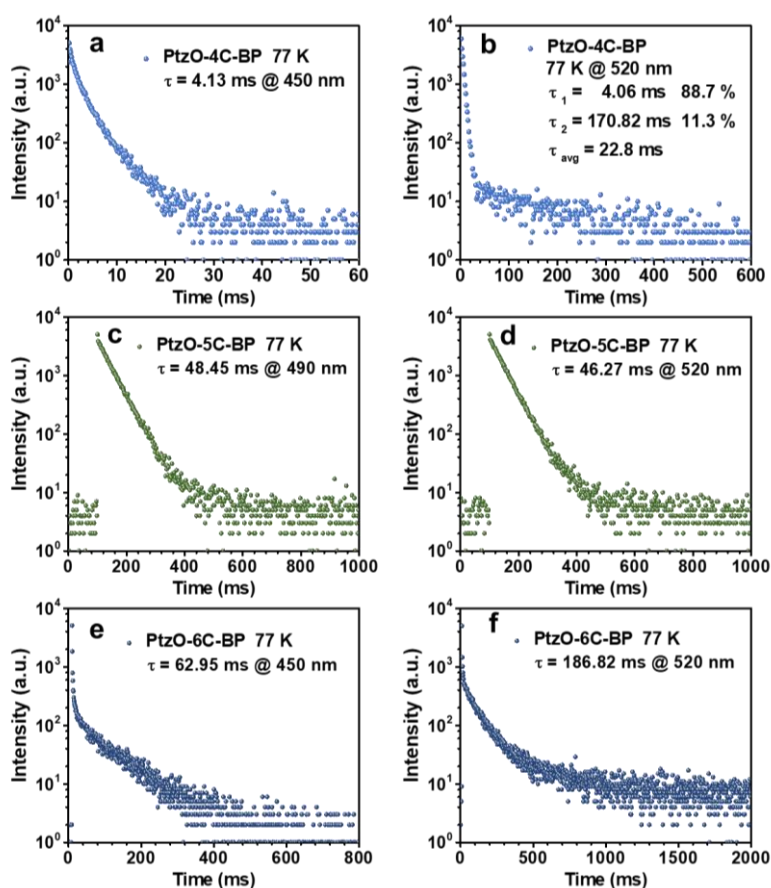 a
PtzO-4C-BP 77 K
τ = 4.13 ms @ 450 nm
10⁴
10³
10²
10¹
10⁰
Intensity (a.u.)
0 10 20 30 40 50 60
Time (ms)
b
PtzO-4C-BP
77 K @ 520 nm
τ₁ = 4.06 ms 88.7 %
τ₂ = 170.82 ms 11.3 %
τavg = 22.8 ms
10⁴
10³
10²
10¹
10⁰
Intensity (a.u.)
0 100 200 300 400 500 600
Time (ms)
c
PtzO-5C-BP 77 K
τ = 48.45 ms @ 490 nm
10⁴
10³
10²
10¹
10⁰
Intensity (a.u.)
200 400 600 800 1000
Time (ms)
d
PtzO-5C-BP 77 K
τ = 46.27 ms @ 520 nm
10⁴
10³
10²
10¹
10⁰
Intensity (a.u.)
200 400 600 800 1000
Time (ms)
e
PtzO-6C-BP 77 K
τ = 62.95 ms @ 450 nm
10⁴
10³
10²
10¹
10⁰
Intensity (a.u.)
0 200 400 600 800
Time (ms)
f
PtzO-6C-BP 77 K
τ = 186.82 ms @ 520 nm
10⁴
10³
10²
10¹
10⁰
Intensity (a.u.)
0 500 1000 1500 2000
Time (ms)